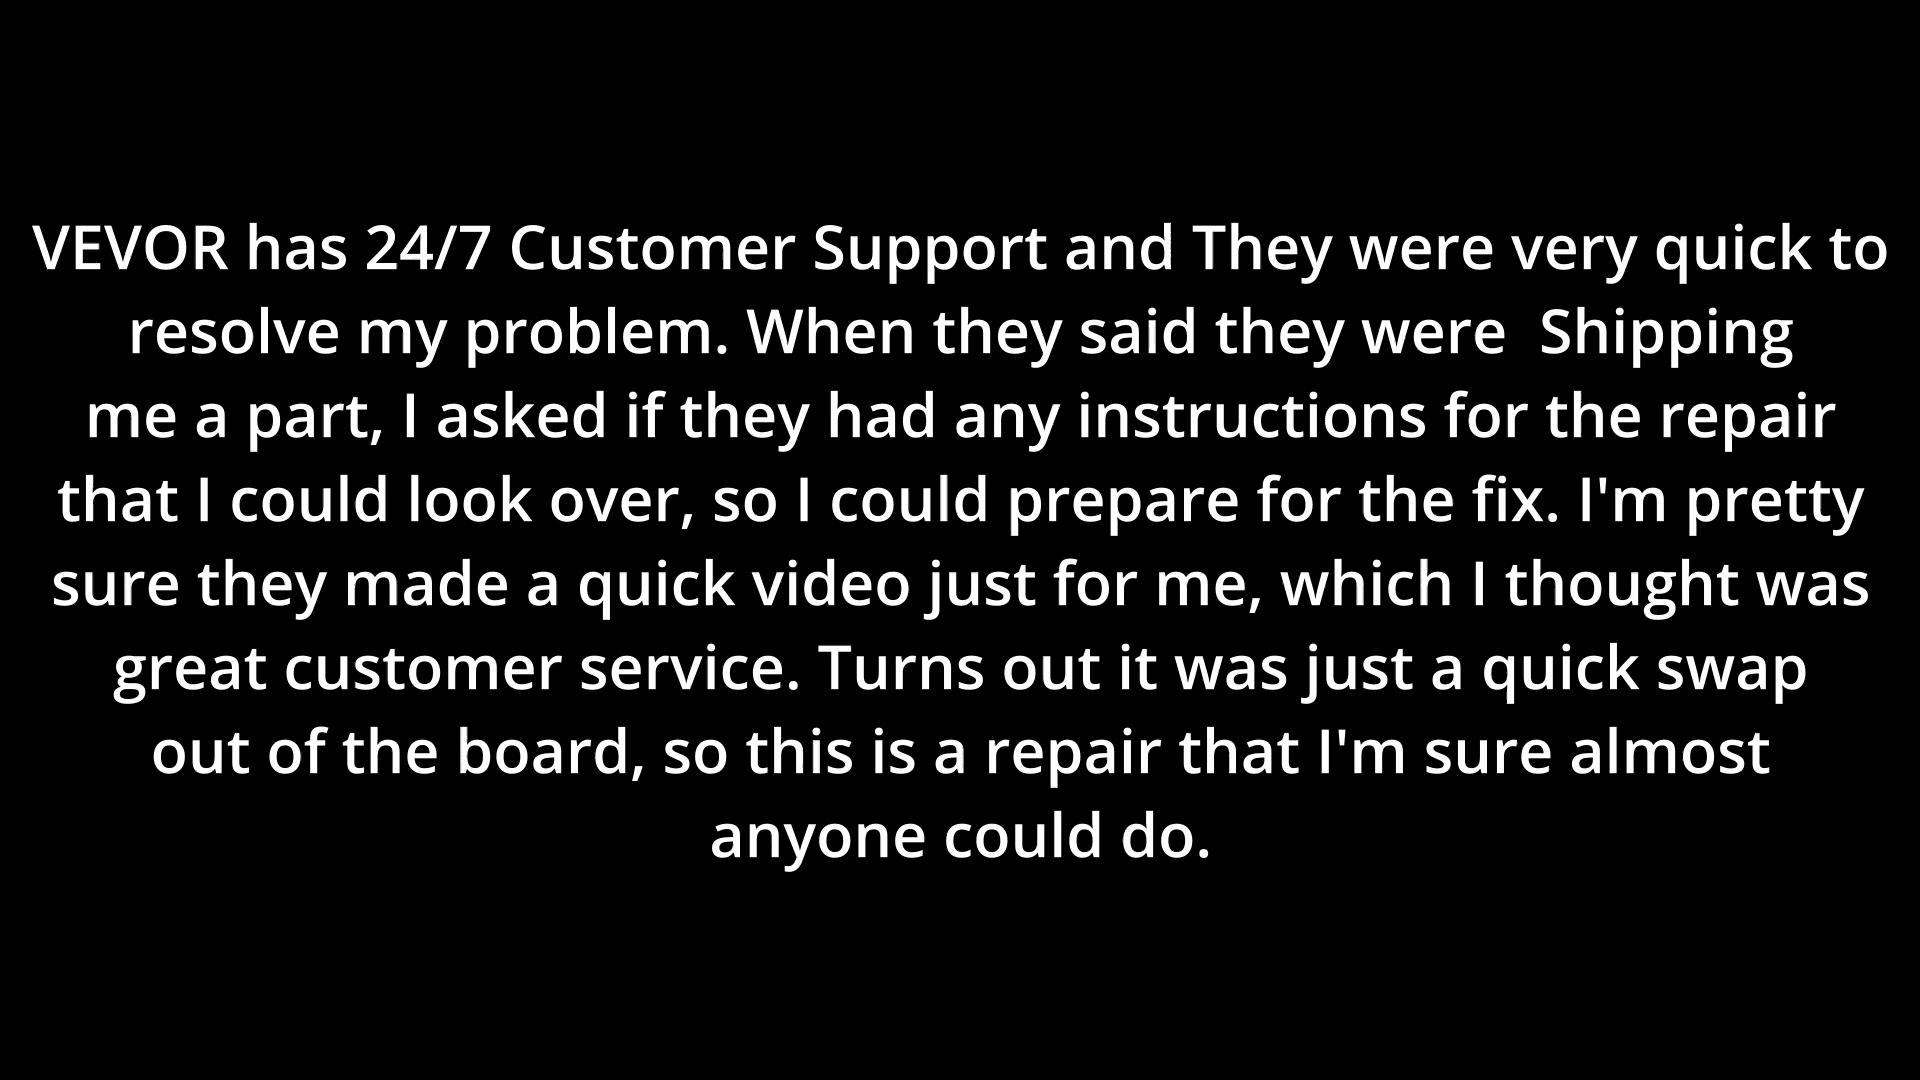 VEVOR has 24/7 Customer Support and They were very quick to
resolve my problem. When they said they were  Shipping
me a part, I asked if they had any instructions for the repair
that I could look over, so I could prepare for the fix. I'm pretty
sure they made a quick video just for me, which I thought was
great customer service. Turns out it was just a quick swap
out of the board, so this is a repair that I'm sure almost
anyone could do.